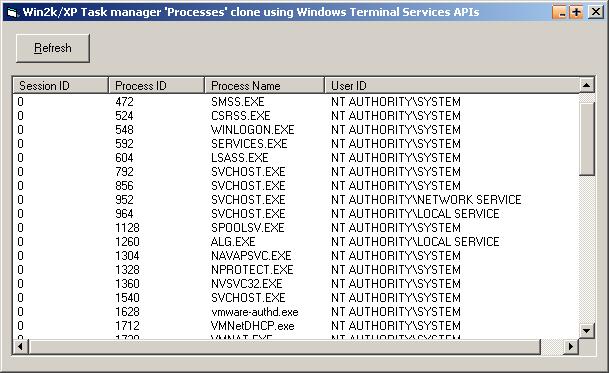 Win2k/XP Task manager 'Processes' clone using Windows Terminal Services APIs
Refresh
Session ID Process ID Process Name User ID
0 472 SMSS.EXE NT AUTHORITY\SYSTEM
0 524 CSRSS.EXE NT AUTHORITY\SYSTEM
0 548 WINLOGON.EXE NT AUTHORITY\SYSTEM
0 592 SERVICES.EXE NT AUTHORITY\SYSTEM
0 604 LSASS.EXE NT AUTHORITY\SYSTEM
0 792 SVCHOST.EXE NT AUTHORITY\SYSTEM
0 856 SVCHOST.EXE NT AUTHORITY\SYSTEM
0 952 SVCHOST.EXE NT AUTHORITY\NETWORK SERVICE
0 964 SVCHOST.EXE NT AUTHORITY\LOCAL SERVICE
0 1128 SPOOLSV.EXE NT AUTHORITY\SYSTEM
0 1260 ALG.EXE NT AUTHORITY\LOCAL SERVICE
0 1304 NAVAPSVC.EXE NT AUTHORITY\SYSTEM
0 1328 NPROTECT.EXE NT AUTHORITY\SYSTEM
0 1360 NVSVC32.EXE NT AUTHORITY\SYSTEM
0 1540 SVCHOST.EXE NT AUTHORITY\SYSTEM
0 1628 vmware-authd.exe NT AUTHORITY\SYSTEM
0 1712 VMNetDHCP.exe NT AUTHORITY\SYSTEM
0 VMNAT.EXE NT AUTHORITY\SYSTEM